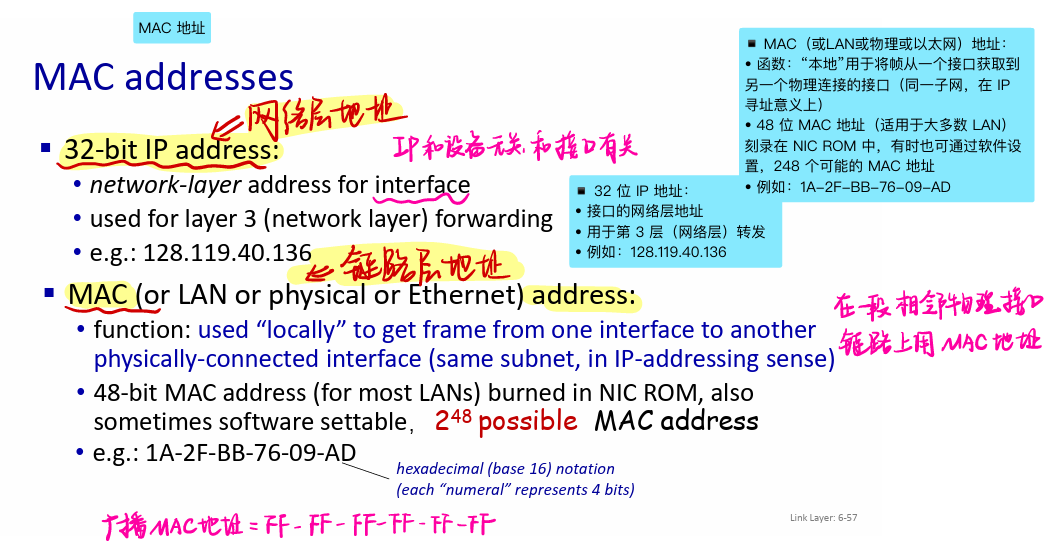 MAC 地址
MAC addresses
网络层地址
32-bit IP address:
IP和设备无关 和接口有关
• network-layer address for interface
• used for layer 3 (network layer) forwarding
• e.g.: 128.119.40.136
链路层地址
MAC (or LAN or physical or Ethernet) address:
• function: used “locally” to get frame from one interface to another
physically-connected interface (same subnet, in IP-addressing sense)
• 48-bit MAC address (for most LANs) burned in NIC ROM, also
sometimes software settable, 2⁴⁸ possible MAC address
• e.g.: 1A-2F-BB-76-09-AD
hexadecimal (base 16) notation
(each “numeral” represents 4 bits)
广播MAC地址 = FF-FF-FF-FF-FF-FF
▪ MAC（或LAN或物理或以太网）地址：
• 函数：“本地”用于将帧从一个接口获取到
另一个物理连接的接口（同一子网，在 IP
寻址意义上）
• 48 位 MAC 地址（适用于大多数 LAN）
刻录在 NIC ROM 中，有时也可通过软件设
置，248 个可能的 MAC 地址
• 例如：1A-2F-BB-76-09-AD
▪ 32 位 IP 地址：
• 接口的网络层地址
• 用于第 3 层（网络层）转发
• 例如：128.119.40.136
在一段相邻物理接口
链路上用 MAC地址
Link Layer: 6-57